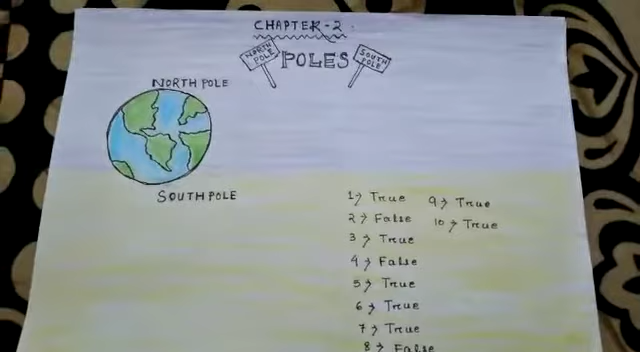 CHAPTER-2
NORTH POLE
POLES
SOUTH POLE
NORTH POLE
SOUTH POLE
1) True
2) False
3) True
4) False
5) True
6) True
7) True
8) False
9) True
10) True